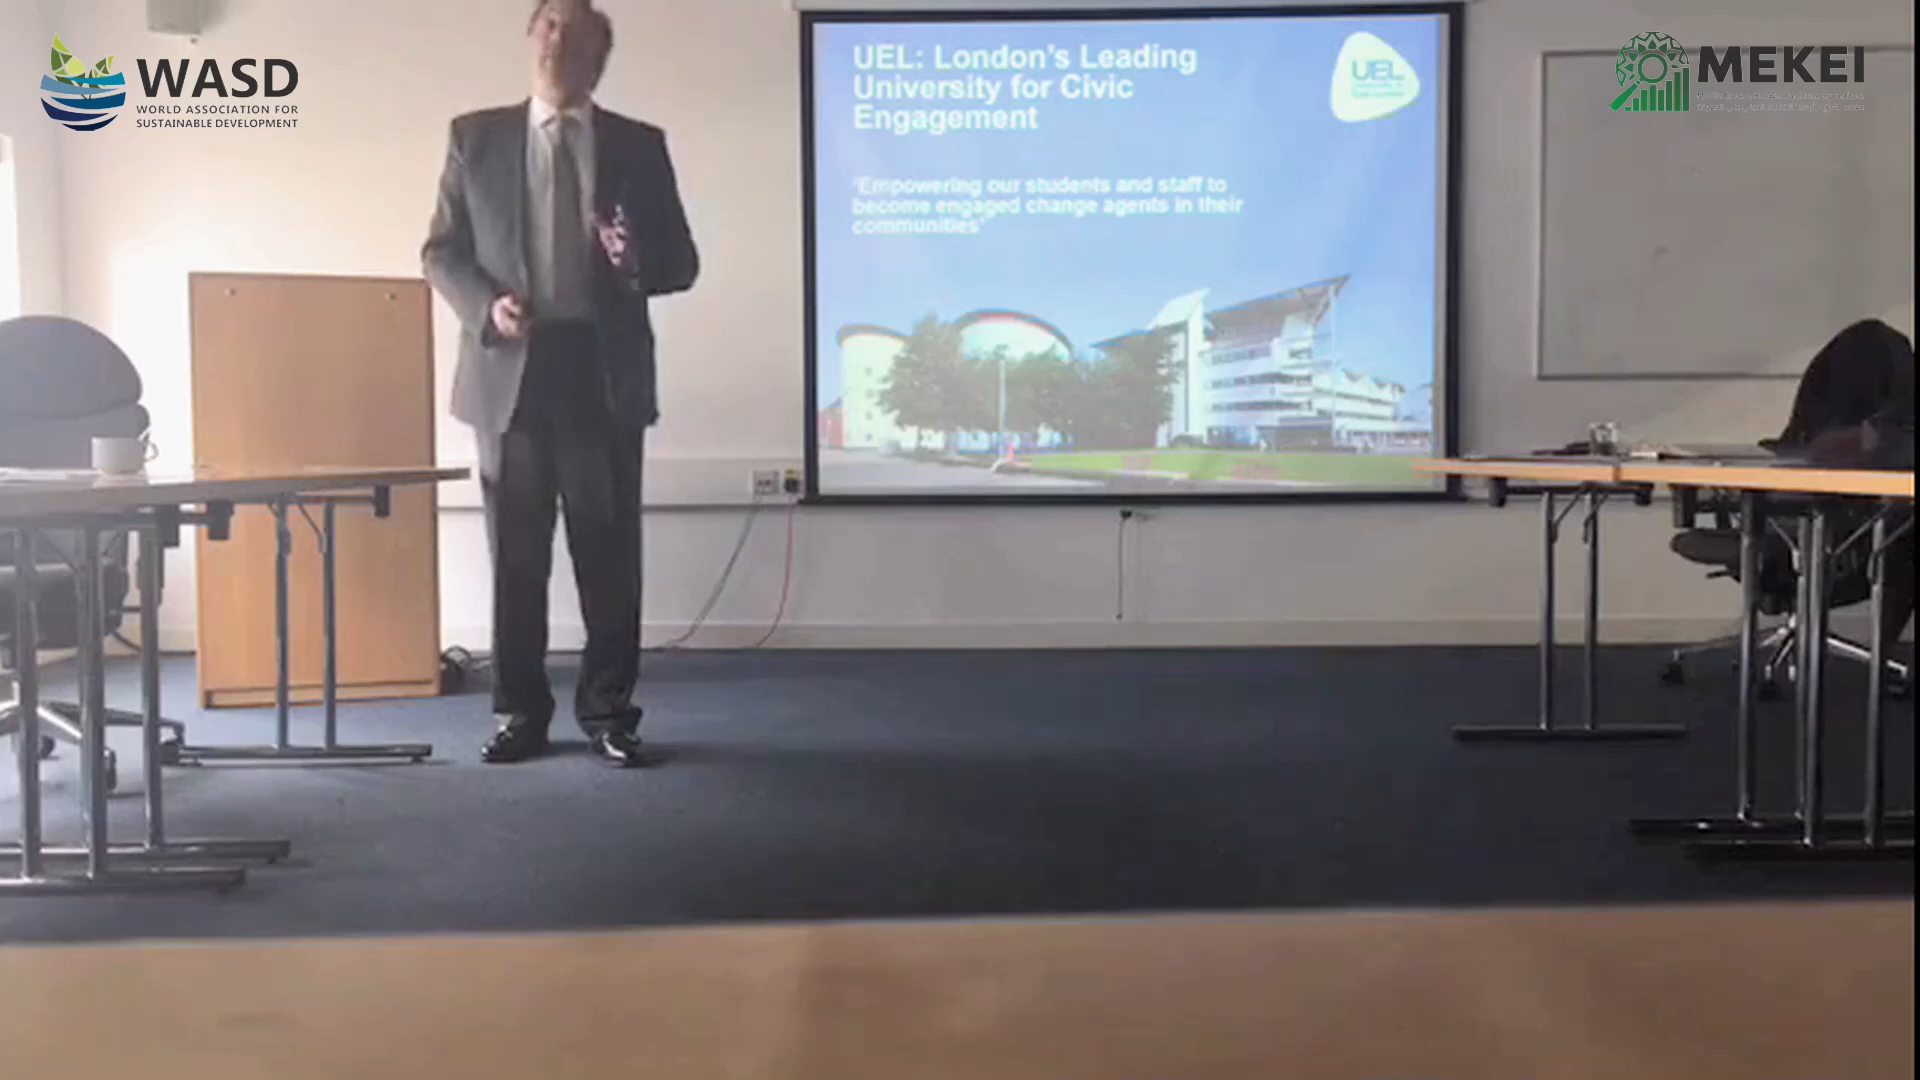 WASD
WORLD ASSOCIATION FOR
SUSTAINABLE DEVELOPMENT
UEL: London's Leading
University for Civic
Engagement
UEL
'Empowering our students and staff to
become engaged change agents in their
communities'
MEKEI